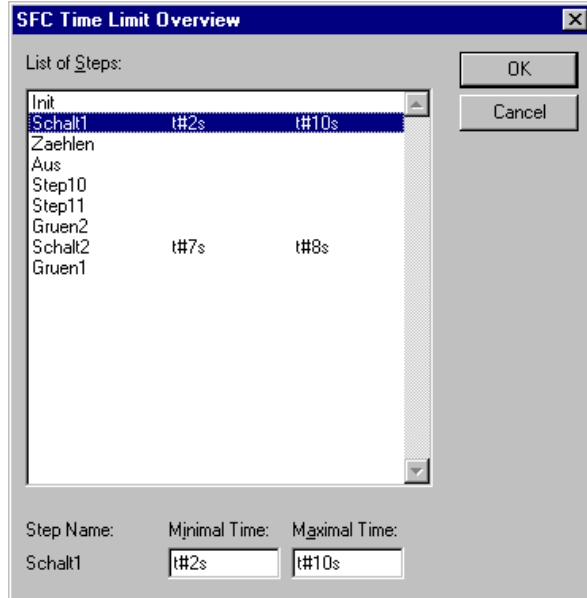 SFC Time Limit Overview
List of Steps:
OK
Init
Cancel
Schalt1 t#2s t#10s
Zaehlen
Aus
Step10
Step11
Gruen2
Schalt2 t#7s t#8s
Gruen1
Step Name: Minimal Time: Maximal Time:
Schalt1 t#2s t#10s